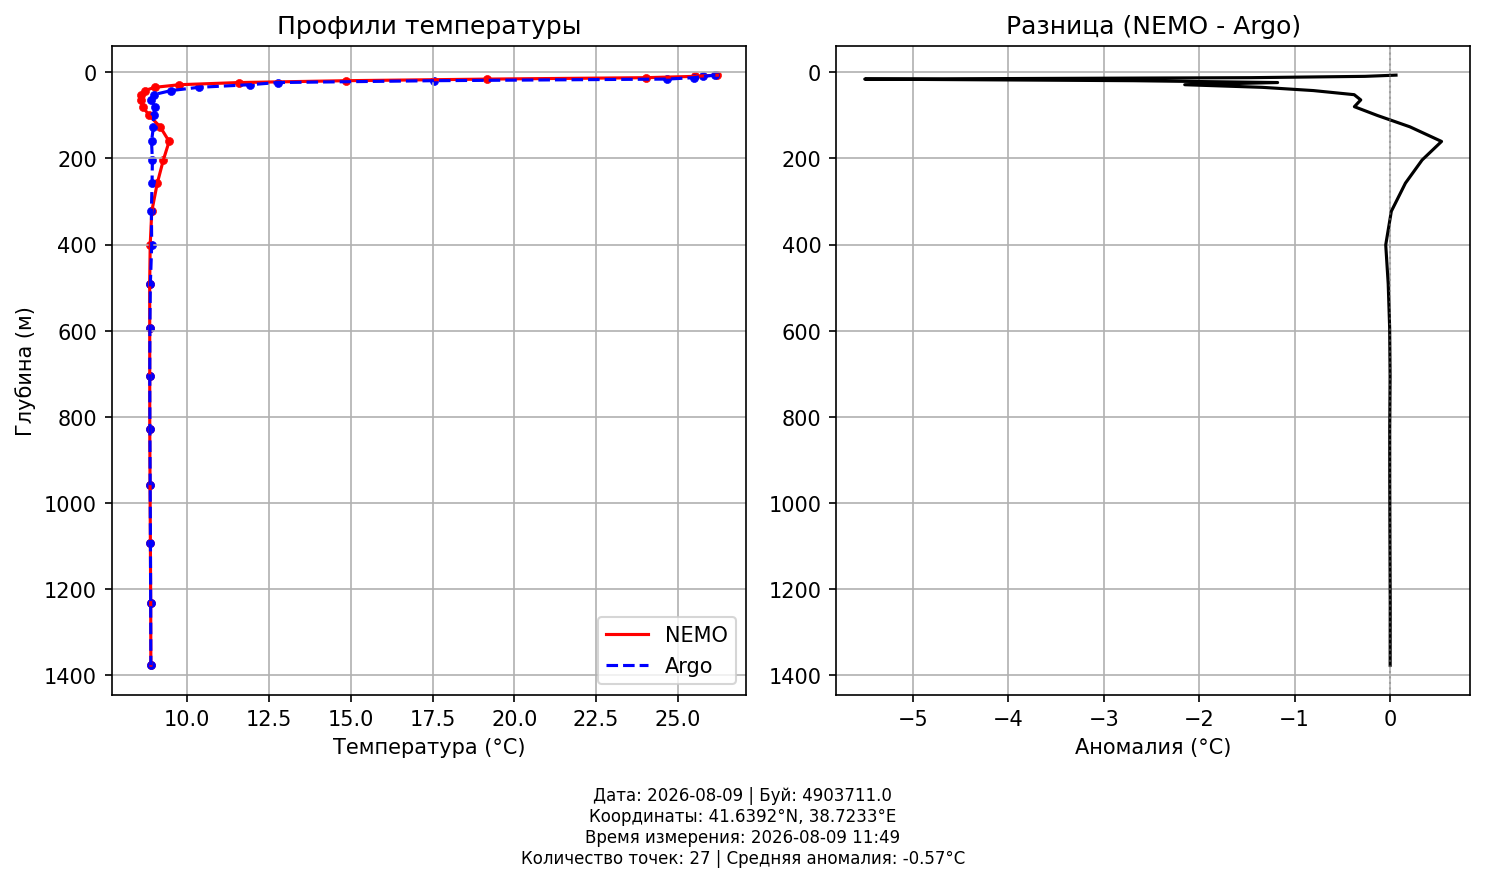 Профили температуры
Разница (NEMO - Argo)
0
200
400
600
800
1000
1200
1400
Глубина (м)
10.0
12.5
15.0
17.5
20.0
22.5
25.0
Температура (°C)
NEMO
Argo
0
200
400
600
800
1000
1200
1400
−5
−4
−3
−2
−1
0
Аномалия (°C)
Дата: 2026-08-09 | Буй: 4903711.0
Координаты: 41.6392°N, 38.7233°E
Время измерения: 2026-08-09 11:49
Количество точек: 27 | Средняя аномалия: -0.57°C